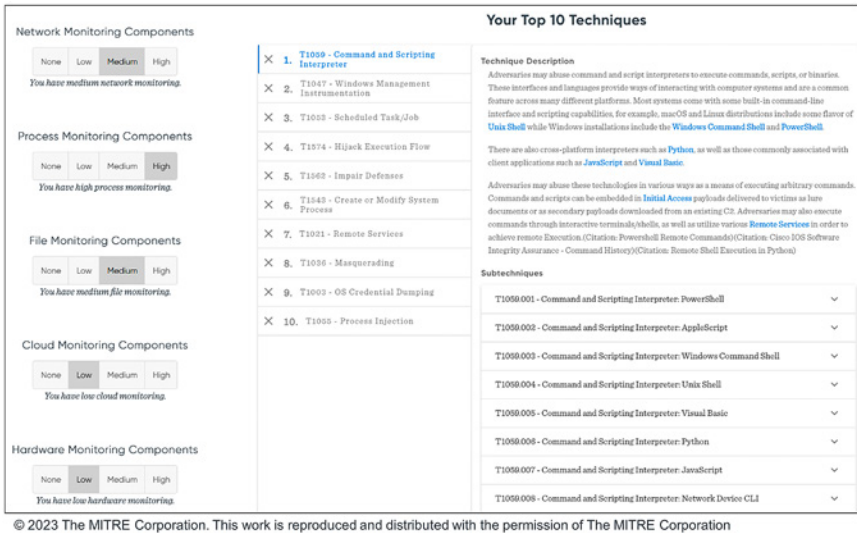 Network Monitoring Components
None Low Medium High
You have medium network monitoring.
Process Monitoring Components
None Low Medium High
You have high process monitoring.
File Monitoring Components
None Low Medium High
You have medium file monitoring.
Cloud Monitoring Components
None Low Medium High
You have low cloud monitoring.
Hardware Monitoring Components
None Low Medium High
You have low hardware monitoring.
Your Top 10 Techniques
1. T1059 - Command and Scripting
Interpreter
2. T1047 - Windows Management
Instrumentation
3. T1053 - Scheduled Task/Job
4. T1574 - Hijack Execution Flow
5. T1562 - Impair Defenses
6. T1543 - Create or Modify System
Process
7. T1021 - Remote Services
8. T1036 - Masquerading
9. T1003 - OS Credential Dumping
10. T1055 - Process Injection
Technique Description
Adversaries may abuse command and script interpreters to execute commands, scripts, or binaries.
These interfaces and languages provide ways of interacting with computer systems and are a common
feature across many different platforms. Most systems come with some built-in command-line
interface and scripting capabilities, for example, macOS and Linux distributions include some flavor of
Unix Shell while Windows installations include the Windows Command Shell and PowerShell.
There are also cross-platform interpreters such as Python, as well as those commonly associated with
client applications such as JavaScript and Visual Basic.
Adversaries may abuse these technologies in various ways as a means of executing arbitrary commands.
Commands and scripts can be embedded in Initial Access payloads delivered to victims as lure
documents or as secondary payloads downloaded from an existing C2. Adversaries may also execute
commands through interactive terminals/shells, as well as utilize various Remote Services in order to
achieve remote Execution.(Citation: Powershell Remote Commands)(Citation: Cisco IOS Software
Integrity Assurance - Command History)(Citation: Remote Shell Execution in Python)
Subtechniques
T1059.001 - Command and Scripting Interpreter: PowerShell
T1059.002 - Command and Scripting Interpreter: AppleScript
T1059.003 - Command and Scripting Interpreter: Windows Command Shell
T1059.004 - Command and Scripting Interpreter: Unix Shell
T1059.005 - Command and Scripting Interpreter: Visual Basic
T1059.006 - Command and Scripting Interpreter: Python
T1059.007 - Command and Scripting Interpreter: JavaScript
T1059.008 - Command and Scripting Interpreter: Network Device CLI
© 2023 The MITRE Corporation. This work is reproduced and distributed with the permission of The MITRE Corporation